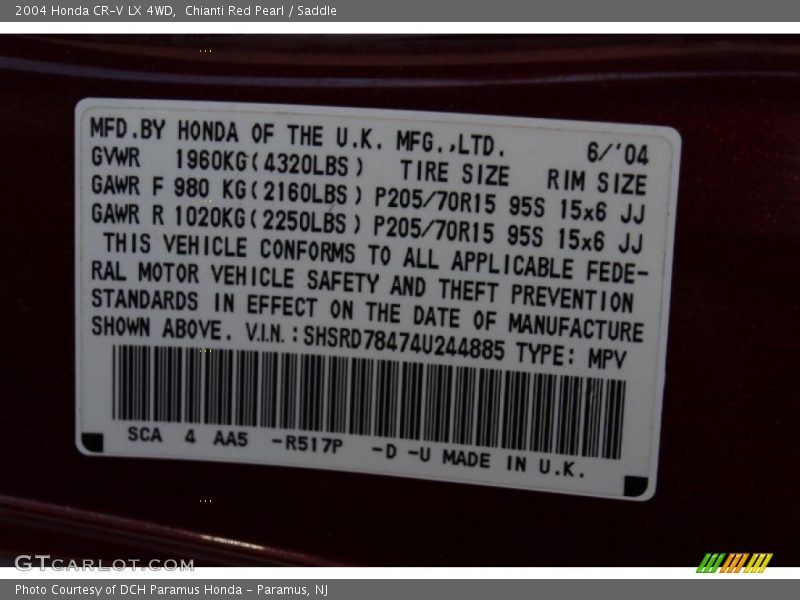 2004 Honda CR-V LX 4WD, Chianti Red Pearl / Saddle
MFD.BY HONDA OF THE U.K. MFG.,LTD. 6/'04
GVWR 1960KG(4320LBS) TIRE SIZE RIM SIZE
GAWR F 980 KG(2160LBS) P205/70R15 95S 15x6 JJ
GAWR R 1020KG(2250LBS) P205/70R15 95S 15x6 JJ
THIS VEHICLE CONFORMS TO ALL APPLICABLE FEDE-
RAL MOTOR VEHICLE SAFETY AND THEFT PREVENTION
STANDARDS IN EFFECT ON THE DATE OF MANUFACTURE
SHOWN ABOVE. V.I.N.:SHSRD78474U244885 TYPE: MPV
SCA 4 AA5 -R517P -D -U MADE IN U.K.
GTCARLOT.COM
Photo Courtesy of DCH Paramus Honda - Paramus, NJ